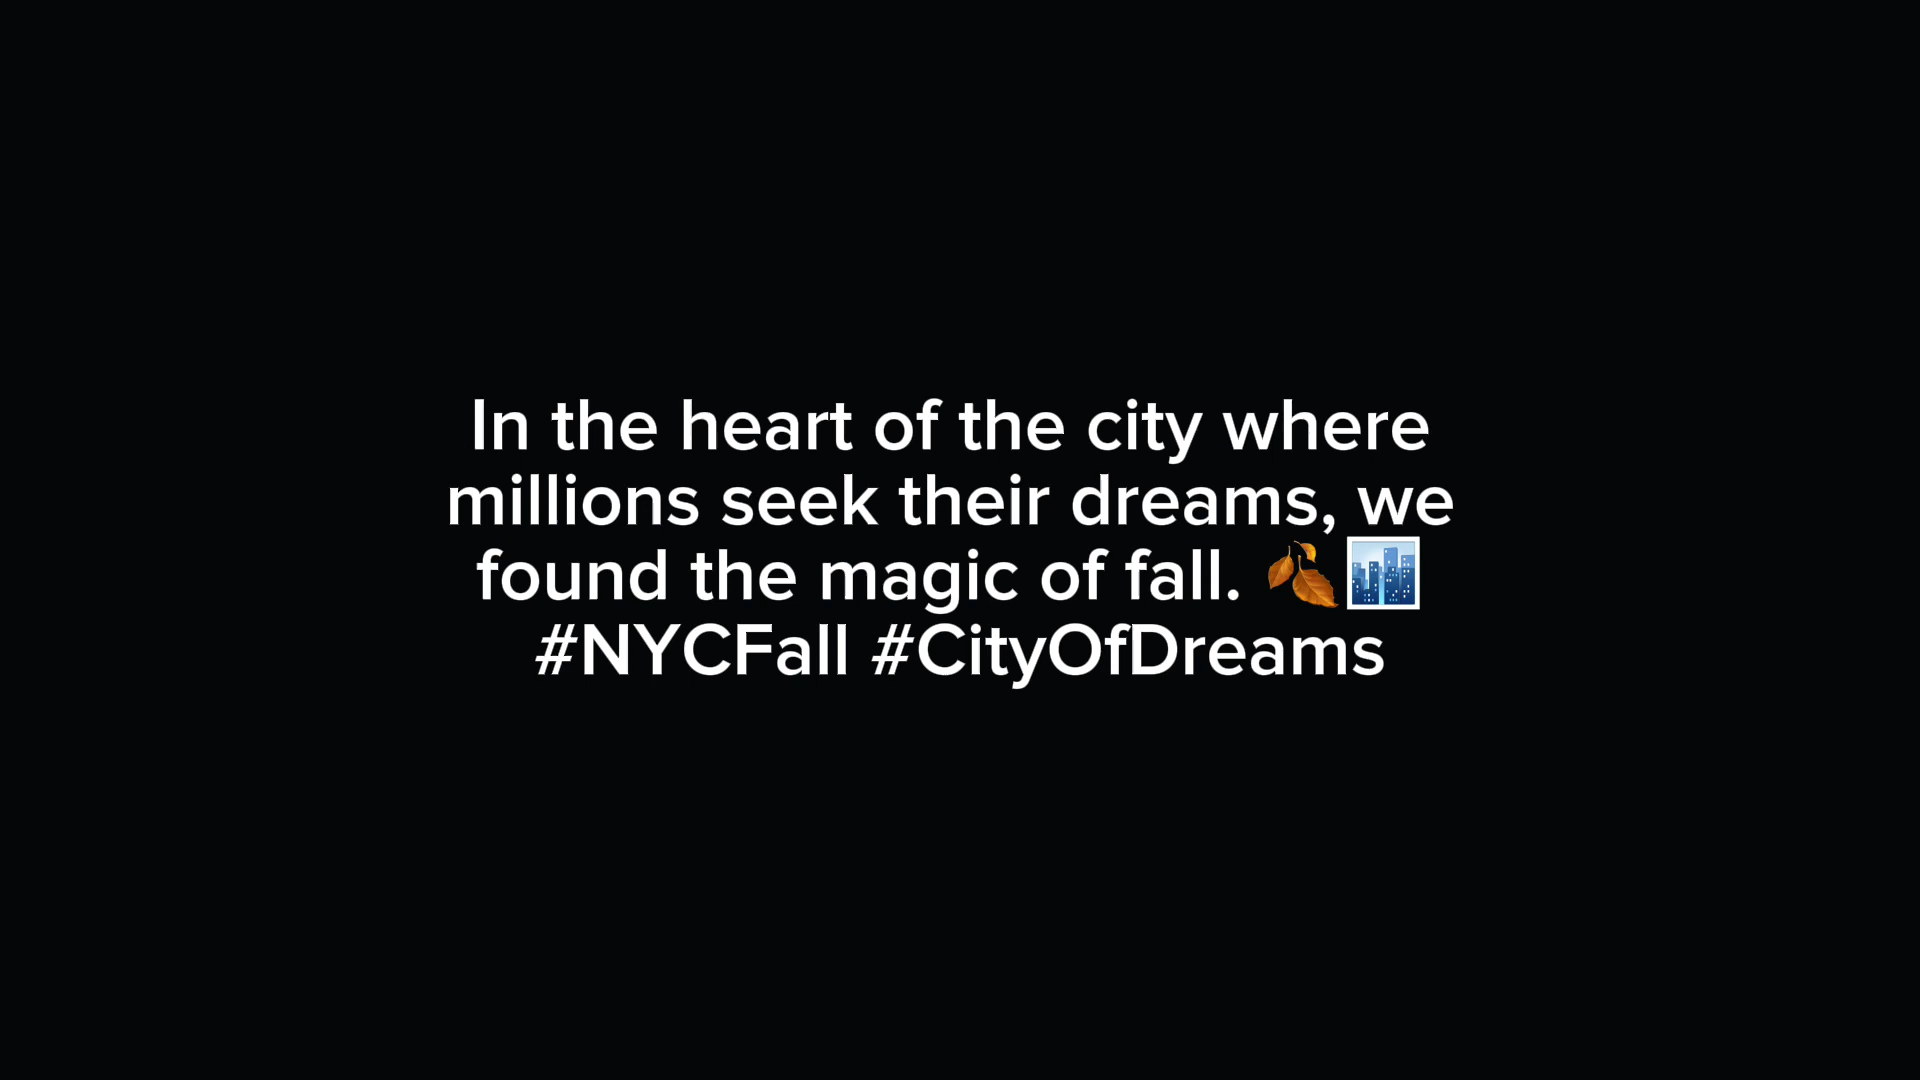 In the heart of the city where
millions seek their dreams, we
found the magic of fall. 🍂🏙️
#NYCFall #CityOfDreams